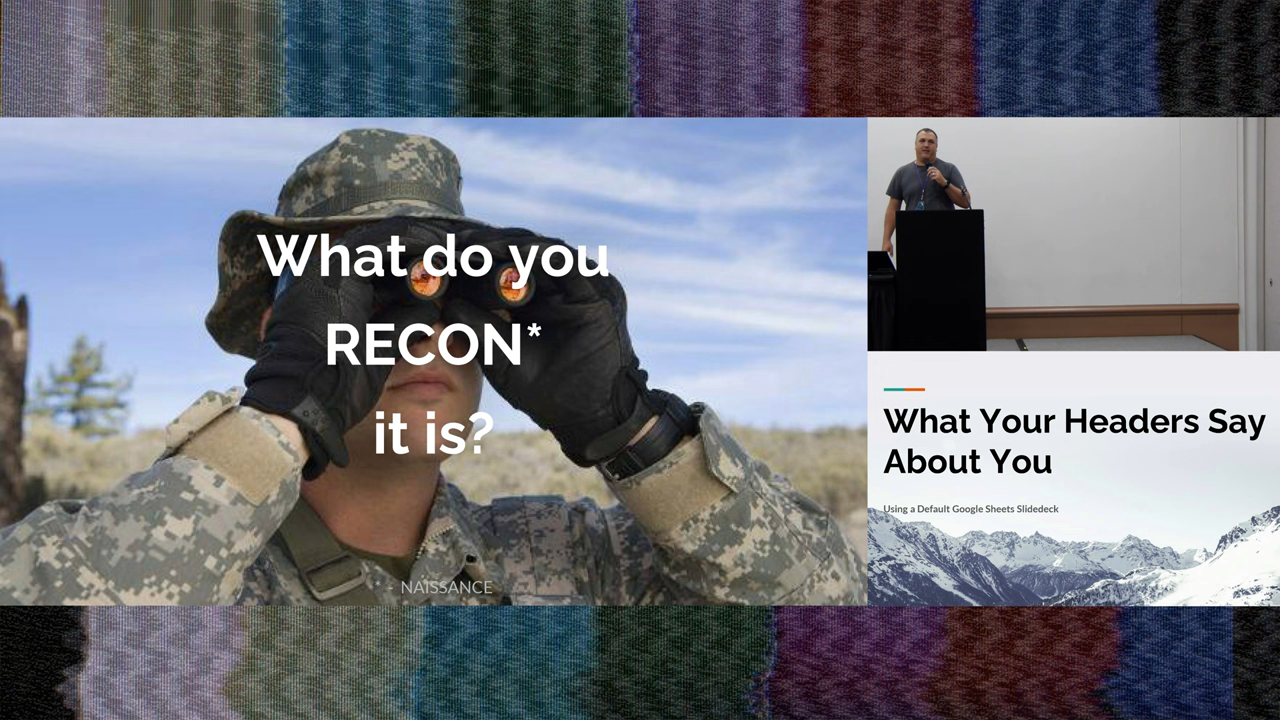 What do you
RECON*
it is?
- NAISSANCE
What Your Headers Say
About You
Using a Default Google Sheets Slidedeck